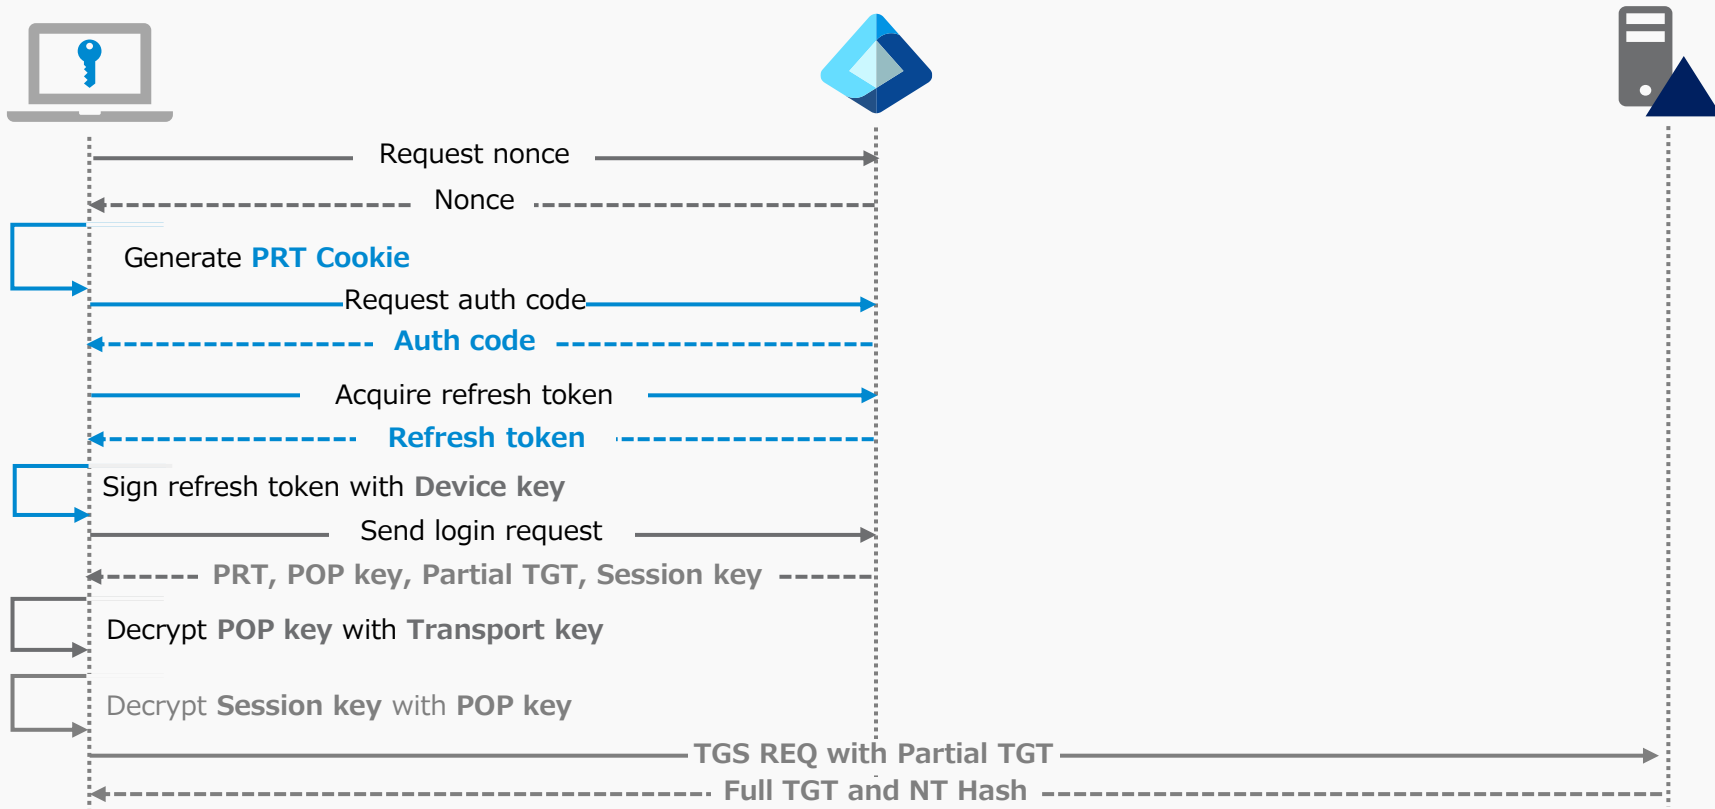 Request nonce
Nonce
Generate PRT Cookie
Request auth code
Auth code
Acquire refresh token
Refresh token
Sign refresh token with Device key
Send login request
PRT, POP key, Partial TGT, Session key
Decrypt POP key with Transport key
Decrypt Session key with POP key
TGS REQ with Partial TGT
Full TGT and NT Hash